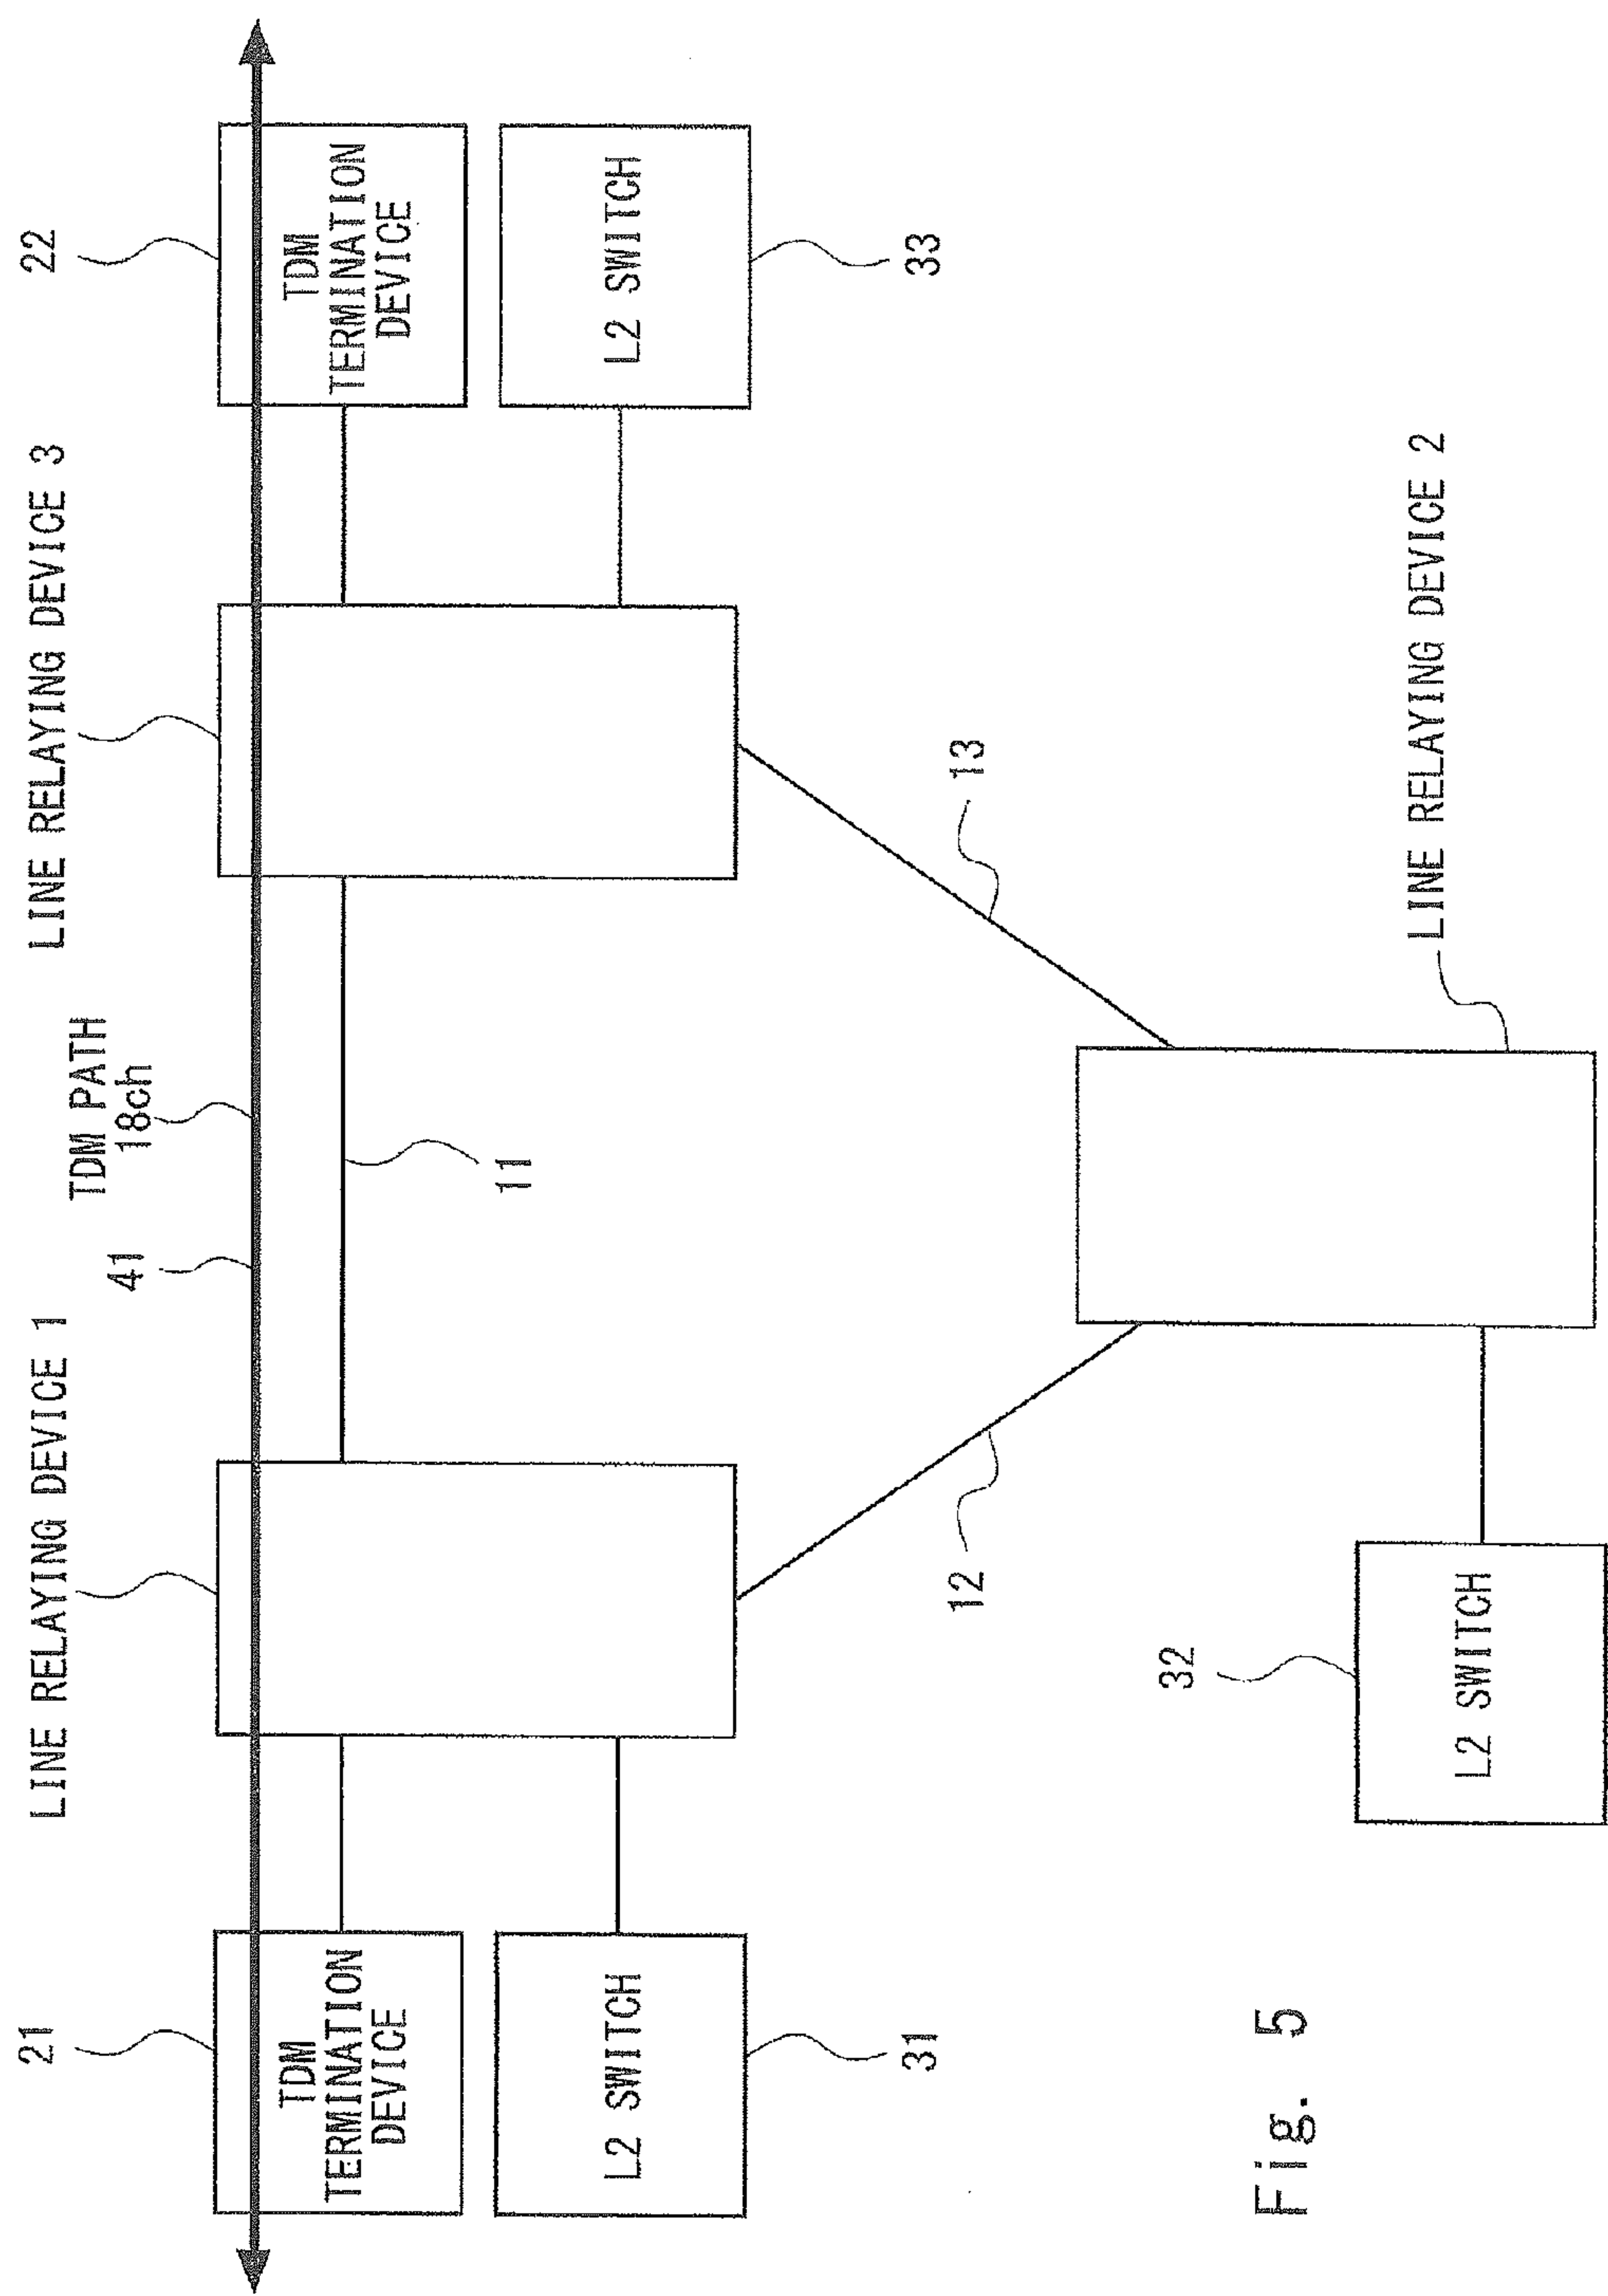 LINE RELAYING DEVICE 1
LINE RELAYING DEVICE 3
TDM PATH
18ch
41
21
22
TDM
TERMINATION
DEVICE
TDM
TERMINATION
DEVICE
11
L2 SWITCH
L2 SWITCH
31
33
12
13
32
L2 SWITCH
LINE RELAYING DEVICE 2
Fig. 5